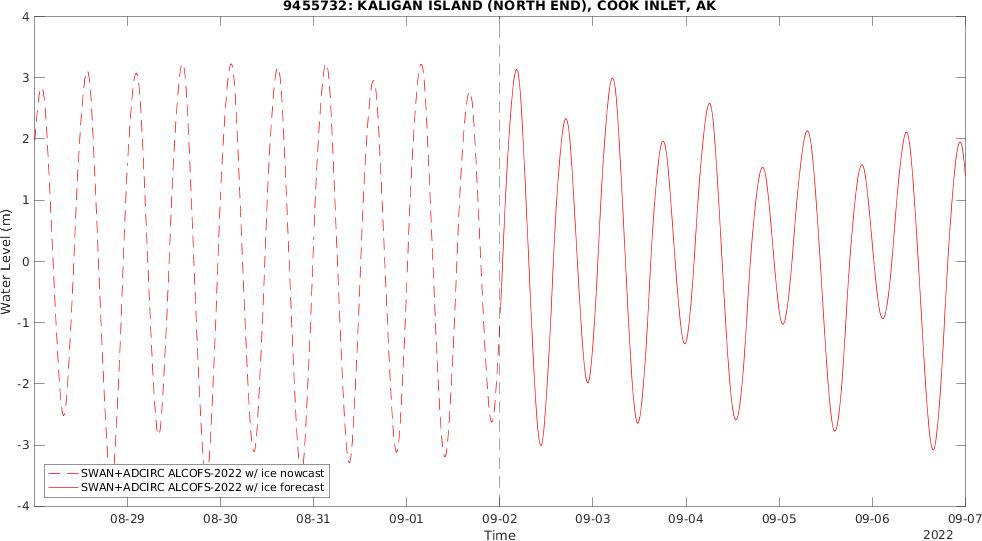 9455732: KALIGAN ISLAND (NORTH END), COOK INLET, AK
4
3
2
1
0
-1
-2
-3
-4
Water Level (m)
SWAN+ADCIRC ALCOFS-2022 w/ ice nowcast
SWAN+ADCIRC ALCOFS-2022 w/ ice forecast
08-29 08-30 08-31 09-01 09-02 09-03 09-04 09-05 09-06 09-07
Time
2022